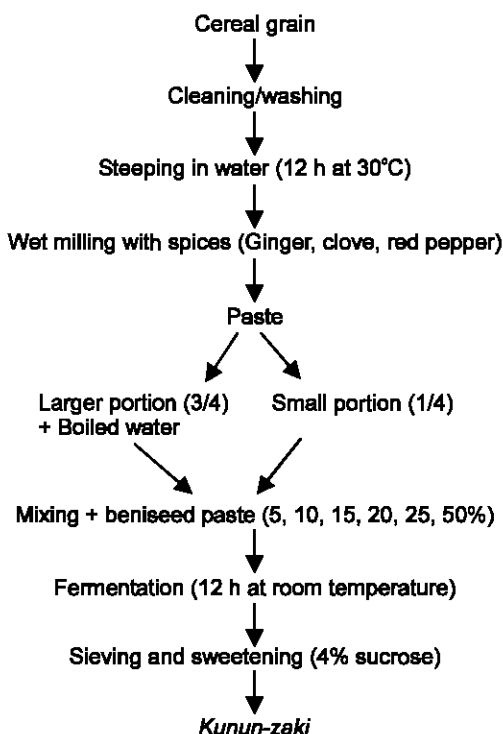 Cereal grain
Cleaning/washing
Steeping in water (12 h at 30°C)
Wet milling with spices (Ginger, clove, red pepper)
Paste
Larger portion (3/4)
+ Boiled water
Small portion (1/4)
Mixing + beniseed paste (5, 10, 15, 20, 25, 50%)
Fermentation (12 h at room temperature)
Sieving and sweetening (4% sucrose)
Kunun-zaki